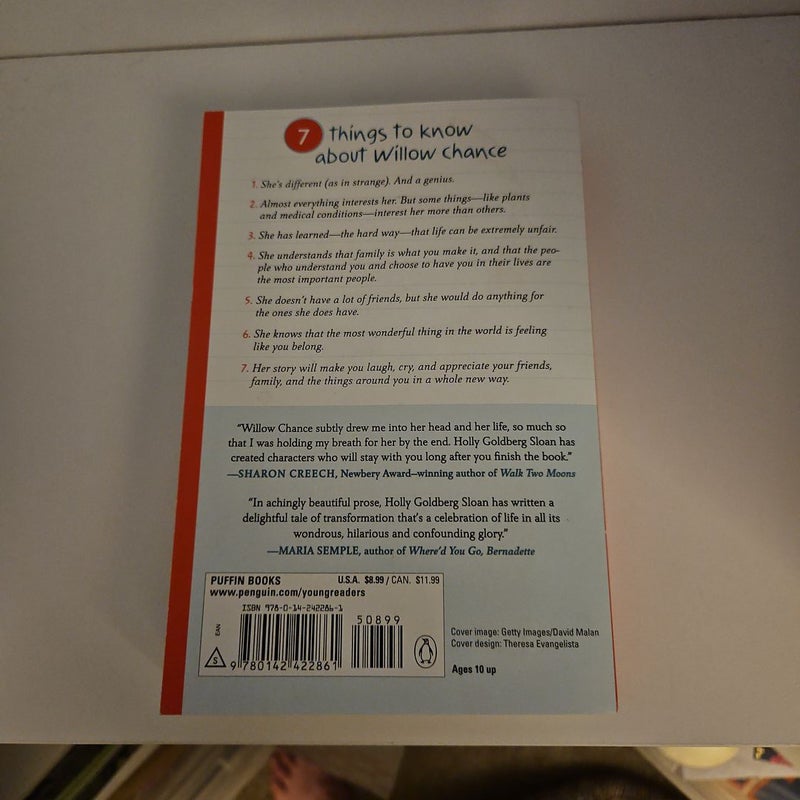 7 things to know
about Willow Chance
1. She's different (as in strange). And a genius.
2. Almost everything interests her. But some things—like plants
and medical conditions—interest her more than others.
3. She has learned—the hard way—that life can be extremely unfair.
4. She understands that family is what you make it, and that the peo-
ple who understand you and choose to have you in their lives are
the most important people.
5. She doesn't have a lot of friends, but she would do anything for
the ones she does have.
6. She knows that the most wonderful thing in the world is feeling
like you belong.
7. Her story will make you laugh, cry, and appreciate your friends,
family, and the things around you in a whole new way.
"Willow Chance subtly drew me into her head and her life, so much so
that I was holding my breath for her by the end. Holly Goldberg Sloan has
created characters who will stay with you long after you finish the book."
—SHARON CREECH, Newbery Award–winning author of Walk Two Moons
"In achingly beautiful prose, Holly Goldberg Sloan has written a
delightful tale of transformation that's a celebration of life in all its
wondrous, hilarious and confounding glory."
—MARIA SEMPLE, author of Where'd You Go, Bernadette
PUFFIN BOOKS U.S.A. $8.99 / CAN. $11.99
www.penguin.com/youngreaders
ISBN 978-0-14-242286-1
50899
EAN
S
9 780142 422861
Cover image: Getty Images/David Malan
Cover design: Theresa Evangelista
Ages 10 up